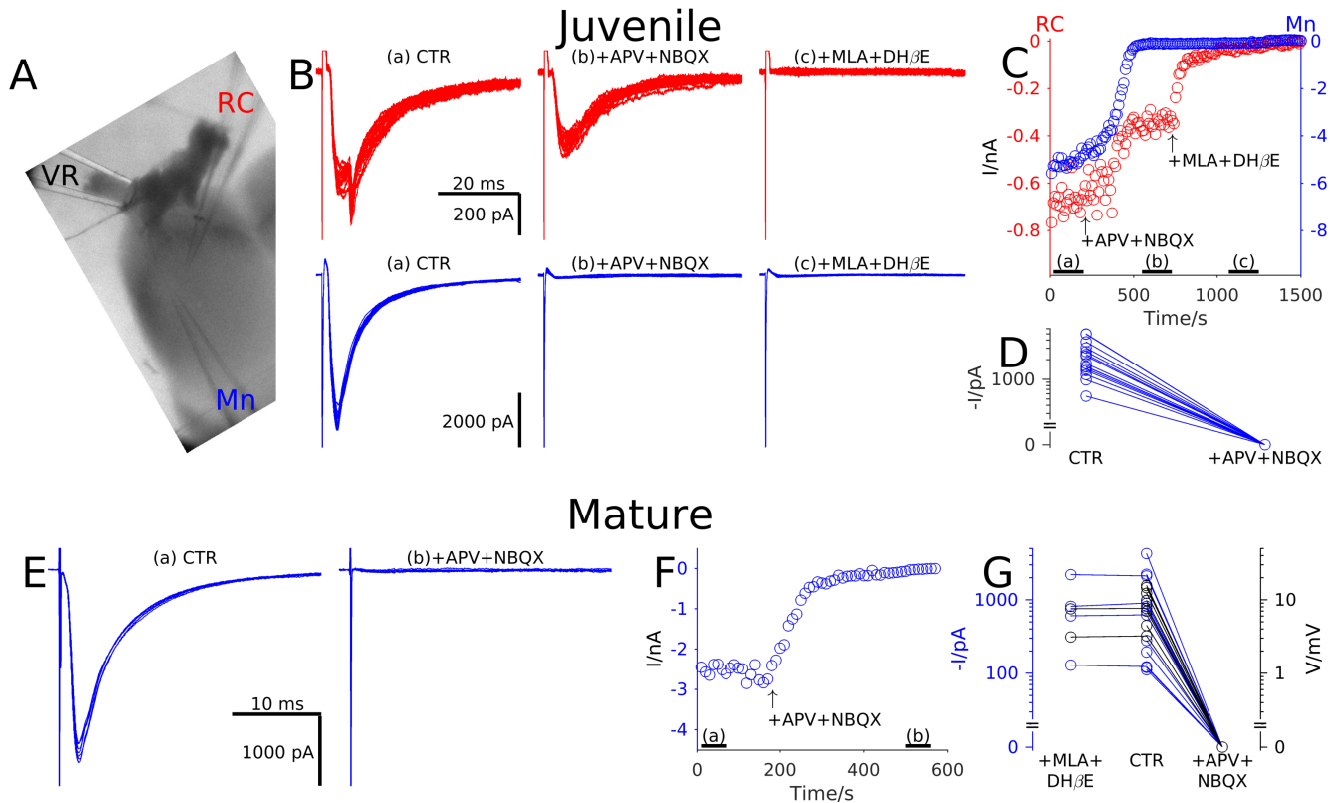 Juvenile
A
RC
VR
Mn
B
(a) CTR
(b)+APV+NBQX
(c)+MLA+DHβE
20 ms
200 pA
(a) CTR
(b)+APV+NBQX
(c)+MLA+DHβE
2000 pA
C
RC
Mn
0
-0.2
-0.4
-0.6
-0.8
I/nA
0
-2
-4
-6
-8
+MLA+DHβE
+APV+NBQX
(a)
(b)
(c)
0
500
1000
1500
Time/s
D
-I/pA
1000
0
CTR
+APV+NBQX
Mature
E
(a) CTR
(b)+APV+NBQX
10 ms
1000 pA
F
I/nA
0
-1
-2
-3
-4
+APV+NBQX
(a)
(b)
0
200
400
600
Time/s
G
-I/pA
1000
100
0
V/mV
10
1
0
+MLA+
DHβE
CTR
+APV+
NBQX